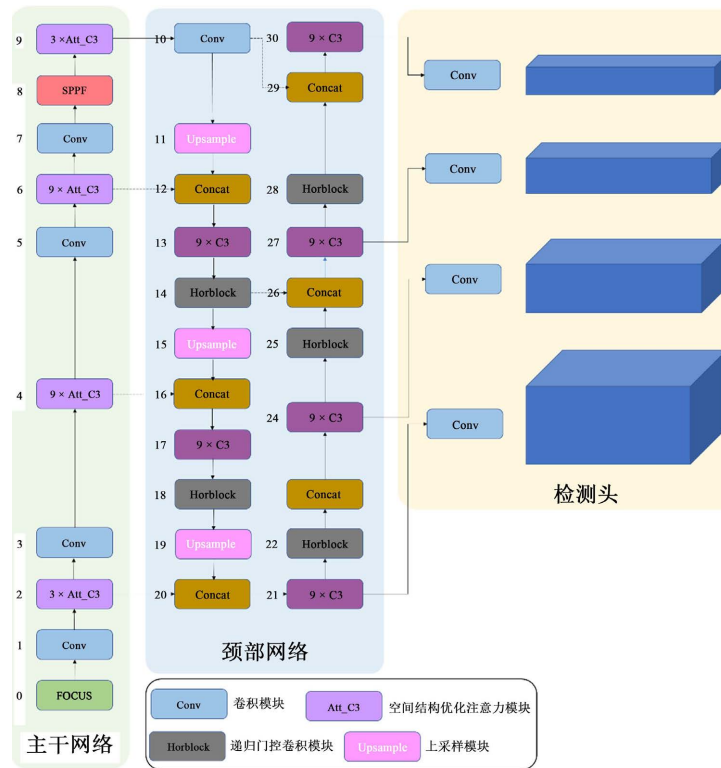 9 3 ×Att_C3
8 SPPF
7 Conv
6 9 × Att_C3
5 Conv
4 9 × Att_C3
3 Conv
2 3 × Att_C3
1 Conv
0 FOCUS
主干网络
10 Conv
11 Upsample
12 Concat
13 9 × C3
14 Horblock
15 Upsample
16 Concat
17 9 × C3
18 Horblock
19 Upsample
20 Concat
30 9 × C3
29 Concat
28 Horblock
27 9 × C3
26 Concat
25 Horblock
24 9 × C3
Concat
22 Horblock
21 9 × C3
颈部网络
Conv
Conv
Conv
Conv
检测头
Conv 卷积模块
Att_C3 空间结构优化注意力模块
Horblock 递归门控卷积模块
Upsample 上采样模块